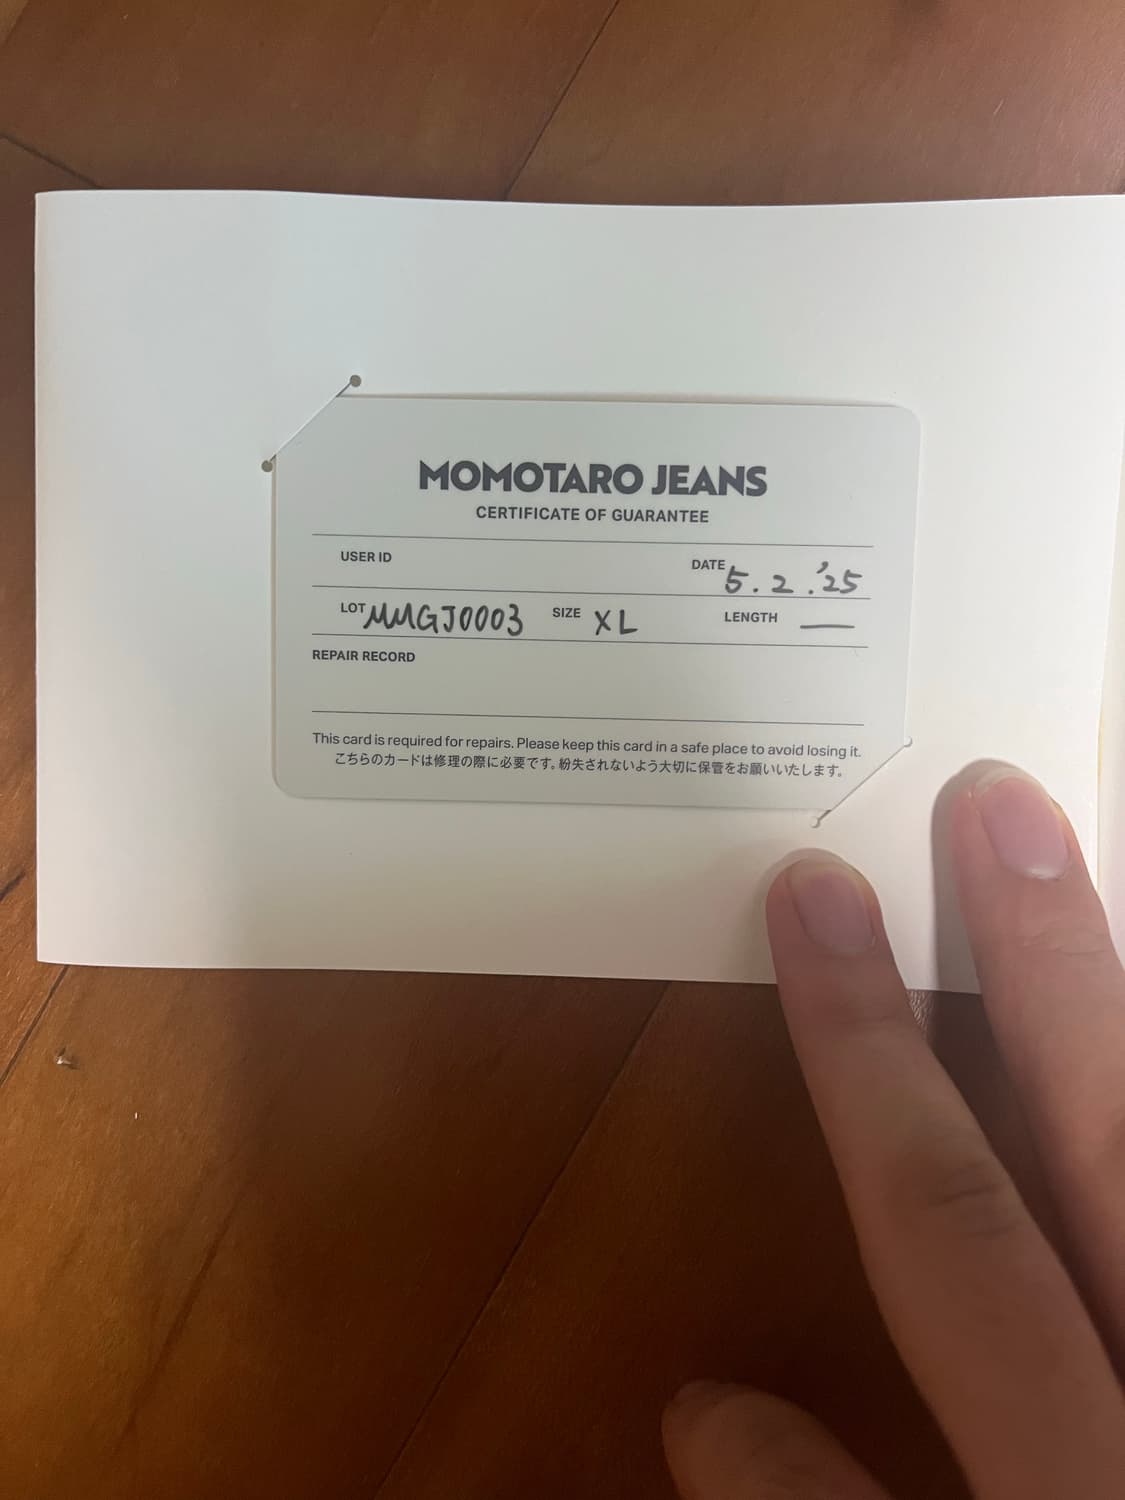 MOMOTARO JEANS
CERTIFICATE OF GUARANTEE
USER ID DATE 5.2.'25
LOT MMGJ0003 SIZE XL LENGTH —
REPAIR RECORD
This card is required for repairs. Please keep this card in a safe place to avoid losing it.
こちらのカードは修理の際に必要です。紛失されないよう大切に保管をお願いいたします。